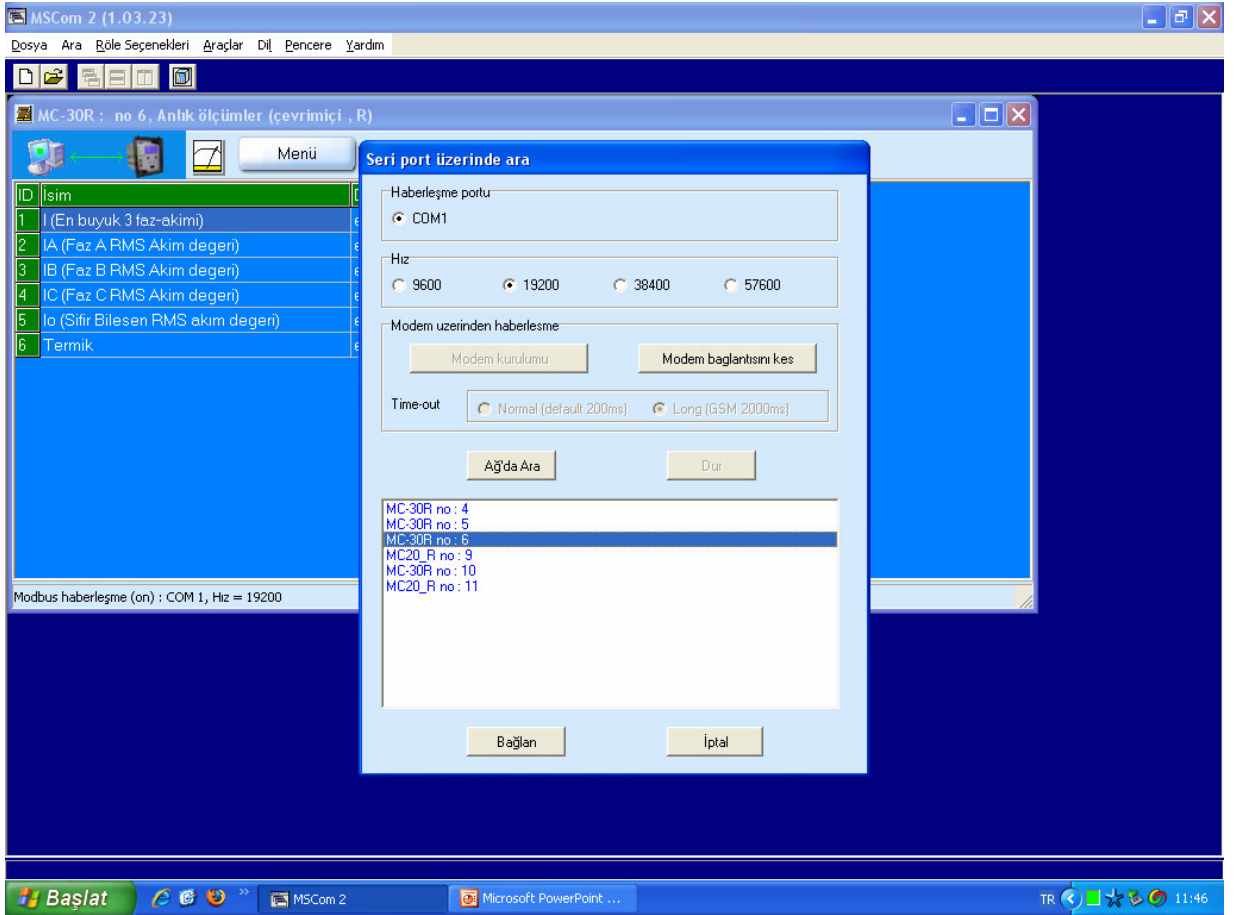 MSCom 2 (1.03.23)
Dosya Ara Röle Seçenekleri Araçlar Dil Pencere Yardım
MC-30R : no 6, Anlık ölçümler (çevrimiçi , R)
Menü
ID İsim
1 I (En buyuk 3 faz-akimi)
2 IA (Faz A RMS Akim degeri)
3 IB (Faz B RMS Akim degeri)
4 IC (Faz C RMS Akim degeri)
5 Io (Sifir Bilesen RMS akım degeri)
6 Termik
Modbus haberleşme (on) : COM 1, Hız = 19200
Seri port üzerinde ara
Haberleşme portu
COM1
Hız
9600 19200 38400 57600
Modem uzerinden haberlesme
Modem kurulumu Modem baglantısını kes
Time-out Normal (default 200ms) Long (GSM 2000ms)
Ağ'da Ara Dur
MC-30R no : 4
MC-30R no : 5
MC-30R no : 6
MC20_R no : 9
MC-30R no : 10
MC20_R no : 11
Bağlan İptal
Başlat MSCom 2 Microsoft PowerPoint ... TR 11:46